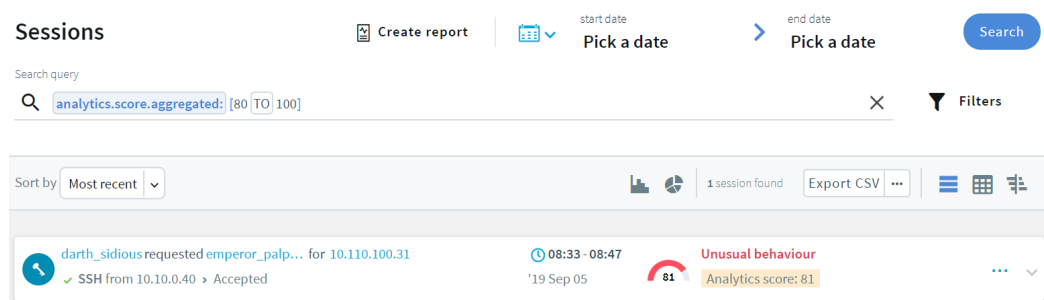 Sessions
Create report
start date
Pick a date
end date
Pick a date
Search
Search query
analytics.score.aggregated: [80 TO 100]
Filters
Sort by Most recent
1 session found
Export CSV ...
darth_sidious requested emperor_palp... for 10.110.100.31
08:33 - 08:47
Unusual behaviour
SSH from 10.10.0.40 > Accepted
'19 Sep 05
81
Analytics score: 81
...